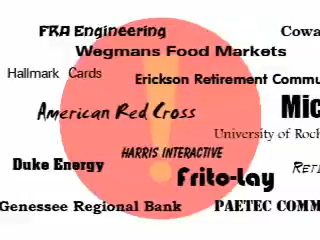 FRA Engineering
Cowa
Wegmans Food Markets
Hallmark Cards
Erickson Retirement Commu
Mic
American Red Cross
University of Roch
HARRIS INTERACTIVE
Duke Energy
Frito-Lay
RETI
Genessee Regional Bank
PAETEC COMM